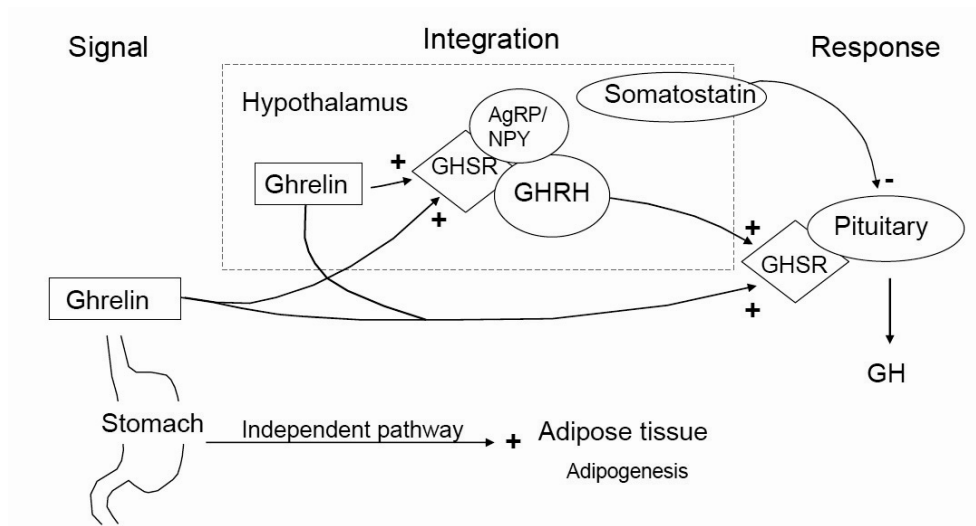 Signal
Integration
Response
Hypothalamus
Somatostatin
AgRP/
NPY
+
GHSR
Ghrelin
GHRH
+
-
Pituitary
+
GHSR
Ghrelin
+
GH
Stomach
Independent pathway
+ Adipose tissue
Adipogenesis